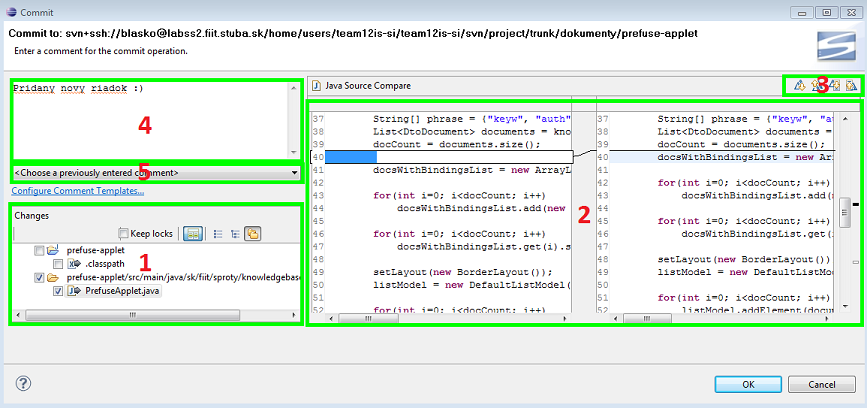 Commit
Commit to: svn+ssh://blasko@labss2.fiit.stuba.sk/home/users/team12is-si/team12is-si/svn/project/trunk/dokumenty/prefuse-applet
Enter a comment for the commit operation.
Pridany novy riadok :)
4
5
<Choose a previously entered comment>
Configure Comment Templates...
Changes
Keep locks
1
prefuse-applet
.classpath
prefuse-applet/src/main/java/sk/fiit/sproty/knowledgebase
PrefuseApplet.java
Java Source Compare
3
2
37 String[] phrase = {"keyw", "auth"
38 List<DtoDocument> documents = kno
39 docCount = documents.size();
40
41 docsWithBindingsList = new ArrayL
42
43 for(int i=0; i<docCount; i++)
44 docsWithBindingsList.add(new
45
46 for(int i=0; i<docCount; i++)
47 docsWithBindingsList.get(i).s
48
49 setLayout(new BorderLayout());
50 listModel = new DefaultListModel(
51
52 for(int i=0; i<docCount; i++)
37 String[] phrase = {"keyw", "au
38 List<DtoDocument> documents =
39 docCount = documents.size();
40 docsWithBindingsList = new Arr
41
42 for(int i=0; i<docCount; i++)
43 docsWithBindingsList.add(n
44
45 for(int i=0; i<docCount; i++)
46 docsWithBindingsList.get(i
47
48 setLayout(new BorderLayout())
49 listModel = new DefaultListMo
50
51 for(int i=0; i<docCount; i++)
52 listModel.addElement(docum
OK
Cancel